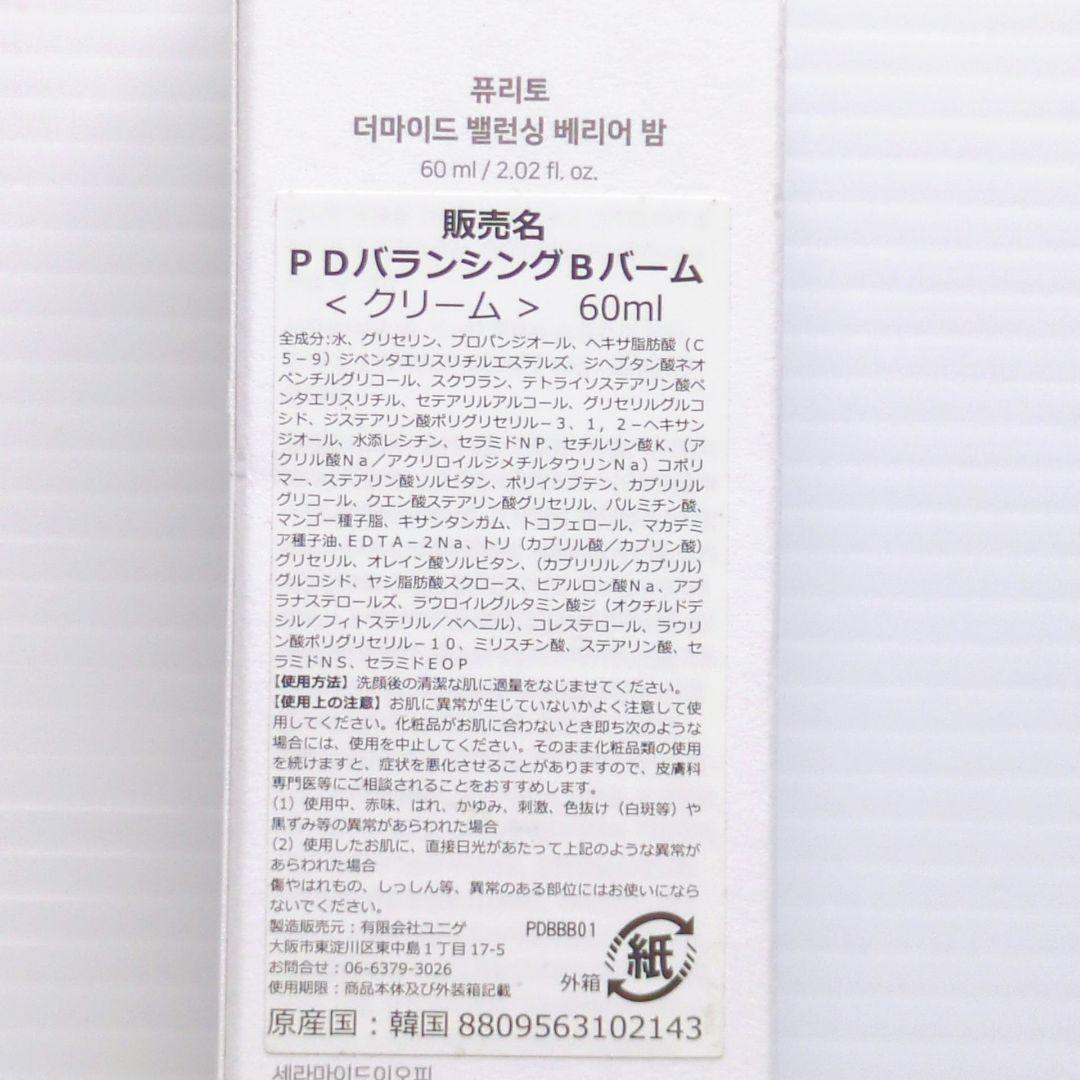 퓨리토
더마이드 밸런싱 베리어 밤
60 ml / 2.02 fl. oz.
販売名
ＰＤバランシングＢバーム
＜クリーム＞　60ml
全成分:水、グリセリン、プロパンジオール、ヘキサ脂肪酸（Ｃ
５－９）ジペンタエリスリチルエステルズ、ジヘプタン酸ネオ
ペンチルグリコール、スクワラン、テトライソステアリン酸ペ
ンタエリスリチル、セテアリルアルコール、グリセリルグルコ
シド、ジステアリン酸ポリグリセリル－３、１，２－ヘキサン
ジオール、水添レシチン、セラミドＮＰ、セチルリン酸Ｋ、（ア
クリル酸Ｎａ／アクリロイルジメチルタウリンＮａ）コポリ
マー、ステアリン酸ソルビタン、ポリイソブテン、カプリリル
グリコール、クエン酸ステアリン酸グリセリル、パルミチン酸、
マンゴー種子脂、キサンタンガム、トコフェロール、マカデミ
ア種子油、ＥＤＴＡ－２Ｎａ、トリ（カプリル酸／カプリン酸）
グリセリル、オレイン酸ソルビタン、（カプリリル／カプリル）
グルコシド、ヤシ脂肪酸スクロース、ヒアルロン酸Ｎａ、アブ
ラナステロールズ、ラウロイルグルタミン酸ジ（オクチルドデ
シル／フィトステリル／ベヘニル）、コレステロール、ラウリ
ン酸ポリグリセリル－１０、ミリスチン酸、ステアリン酸、セ
ラミドＮＳ、セラミドＥＯＰ
【使用方法】洗顔後の清潔な肌に適量をなじませてください。
【使用上の注意】お肌に異常が生じていないかよく注意して使
用してください。化粧品がお肌に合わないとき即ち次のような
場合には、使用を中止してください。そのまま化粧品類の使用
を続けますと、症状を悪化させることがありますので、皮膚科
専門医等にご相談されることをおすすめします。
（1）使用中、赤味、はれ、かゆみ、刺激、色抜け（白斑等）や
黒ずみ等の異常があらわれた場合
（2）使用したお肌に、直接日光があたって上記のような異常が
あらわれた場合
傷やはれもの、しっしん等、異常のある部位にはお使いになら
ないでください。
製造販売元：有限会社ユニゲ　PDBBB01
大阪市東淀川区東中島１丁目 17-5
お問合せ：06-6379-3026
使用期限：商品本体及び外装箱記載
外箱 紙
原産国：韓国 8809563102143
세라마이드이오피